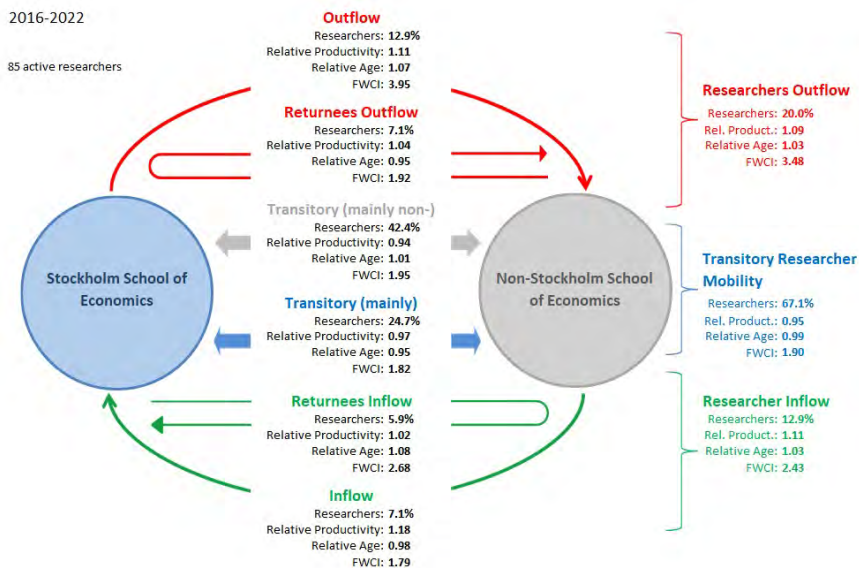 2016-2022
85 active researchers
Outflow
Researchers: 12.9%
Relative Productivity: 1.11
Relative Age: 1.07
FWCI: 3.95
Returnees Outflow
Researchers: 7.1%
Relative Productivity: 1.04
Relative Age: 0.95
FWCI: 1.92
Transitory (mainly non-)
Researchers: 42.4%
Relative Productivity: 0.94
Relative Age: 1.01
FWCI: 1.95
Transitory (mainly)
Researchers: 24.7%
Relative Productivity: 0.97
Relative Age: 0.95
FWCI: 1.82
Returnees Inflow
Researchers: 5.9%
Relative Productivity: 1.02
Relative Age: 1.08
FWCI: 2.68
Inflow
Researchers: 7.1%
Relative Productivity: 1.18
Relative Age: 0.98
FWCI: 1.79
Stockholm School of
Economics
Non-Stockholm School
of Economics
Researchers Outflow
Researchers: 20.0%
Rel. Product.: 1.09
Relative Age: 1.03
FWCI: 3.48
Transitory Researcher
Mobility
Researchers: 67.1%
Rel. Product.: 0.95
Relative Age: 0.99
FWCI: 1.90
Researcher Inflow
Researchers: 12.9%
Rel. Product.: 1.11
Relative Age: 1.03
FWCI: 2.43